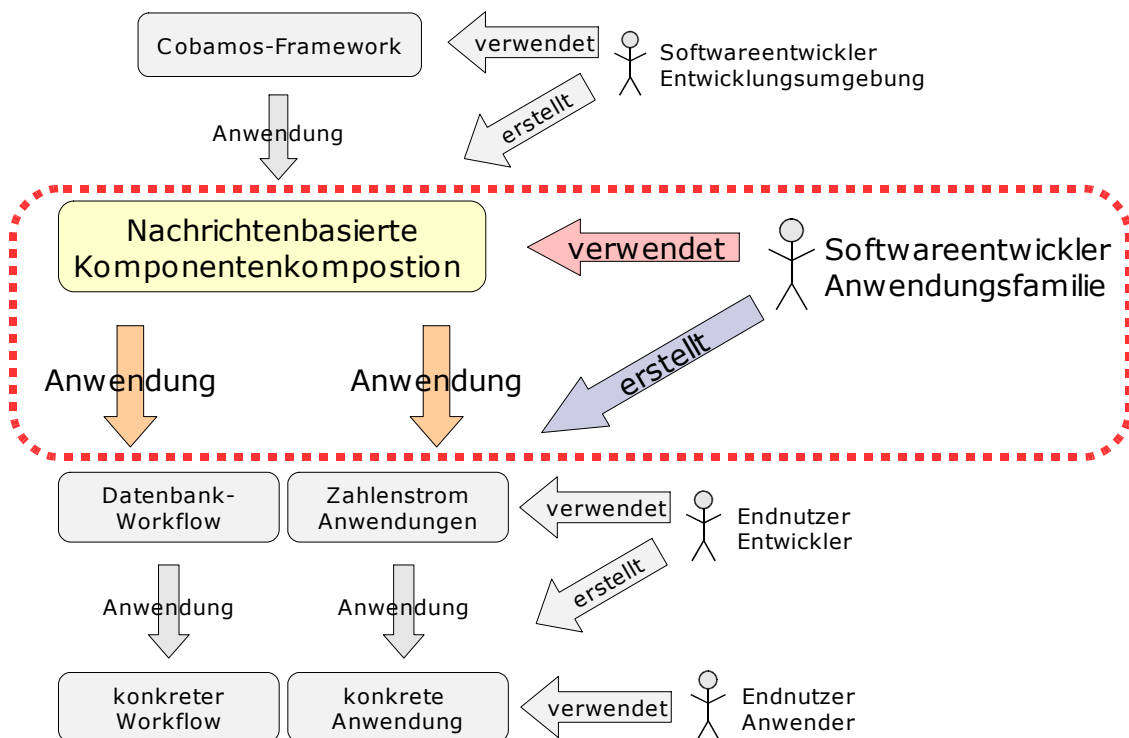 Cobamos-Framework
verwendet
Softwareentwickler
Entwicklungsumgebung
erstellt
Anwendung
Nachrichtenbasierte
Komponentenkompostion
verwendet
Softwareentwickler
Anwendungsfamilie
erstellt
Anwendung
Anwendung
Datenbank-
Workflow
Zahlenstrom
Anwendungen
verwendet
Endnutzer
Entwickler
erstellt
Anwendung
Anwendung
konkreter
Workflow
konkrete
Anwendung
verwendet
Endnutzer
Anwender